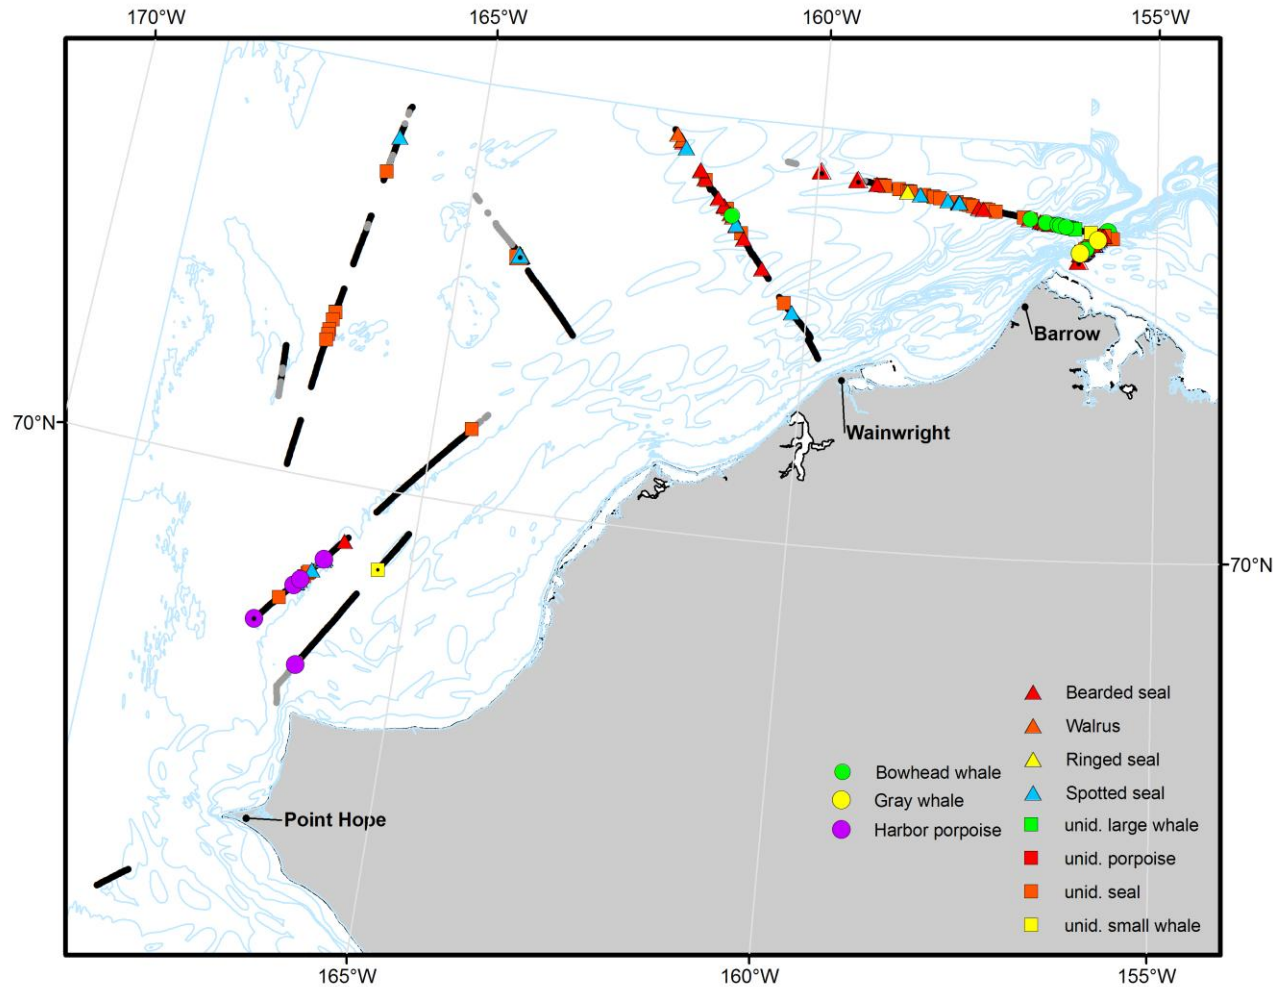 170°W 165°W 160°W 155°W
Barrow
70°N
Wainwright
70°N
Bearded seal
Walrus
Ringed seal
Bowhead whale
Spotted seal
Gray whale
unid. large whale
Point Hope
Harbor porpoise
unid. porpoise
unid. seal
unid. small whale
165°W 160°W 155°W